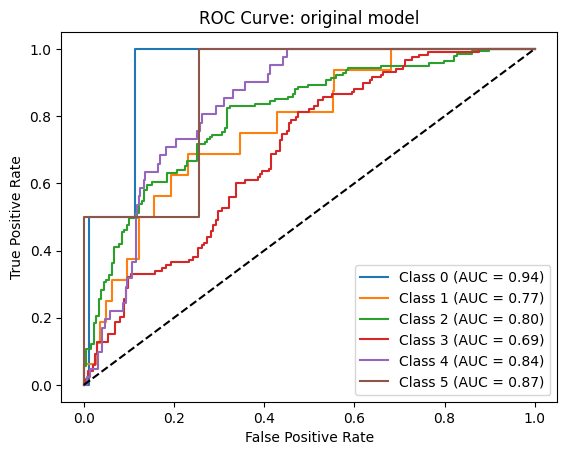 ROC Curve: original model
True Positive Rate
1.0
0.8
0.6
0.4
0.2
0.0
Class 0 (AUC = 0.94)
Class 1 (AUC = 0.77)
Class 2 (AUC = 0.80)
Class 3 (AUC = 0.69)
Class 4 (AUC = 0.84)
Class 5 (AUC = 0.87)
0.0 0.2 0.4 0.6 0.8 1.0
False Positive Rate